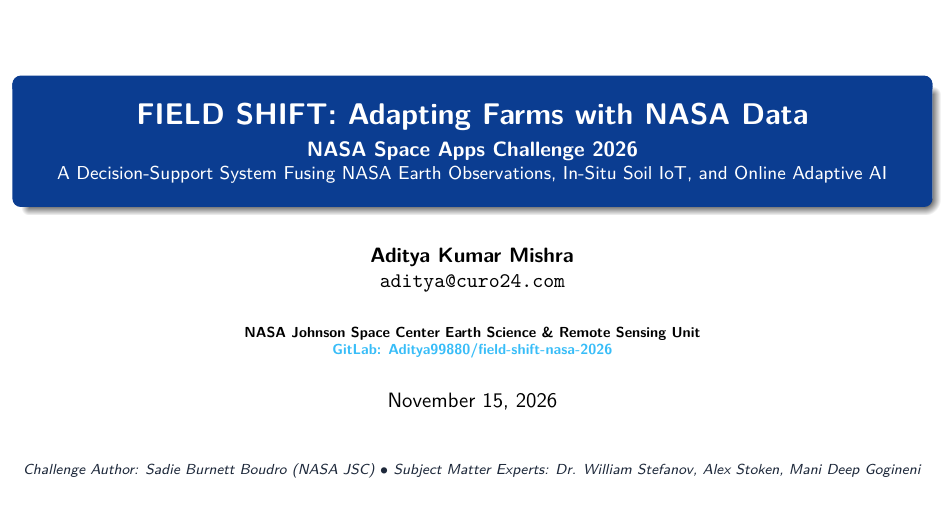 FIELD SHIFT: Adapting Farms with NASA Data
NASA Space Apps Challenge 2026
A Decision-Support System Fusing NASA Earth Observations, In-Situ Soil IoT, and Online Adaptive AI
Aditya Kumar Mishra
aditya@curo24.com
NASA Johnson Space Center Earth Science & Remote Sensing Unit
GitLab: Aditya99880/field-shift-nasa-2026
November 15, 2026
Challenge Author: Sadie Burnett Boudro (NASA JSC) • Subject Matter Experts: Dr. William Stefanov, Alex Stoken, Mani Deep Gogineni